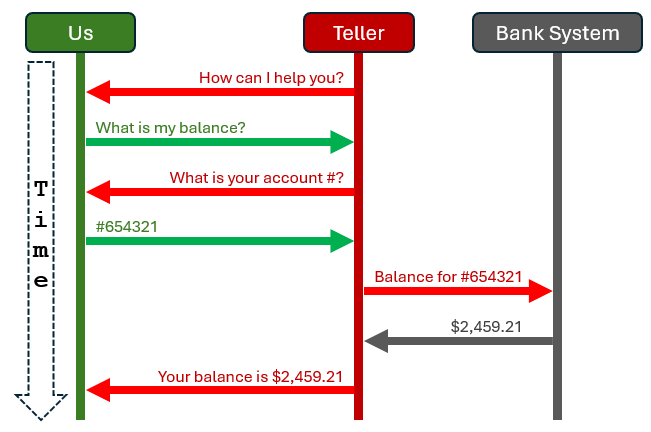 Us
Teller
Bank System
How can I help you?
What is my balance?
What is your account #?
#654321
Balance for #654321
$2,459.21
Your balance is $2,459.21
Time